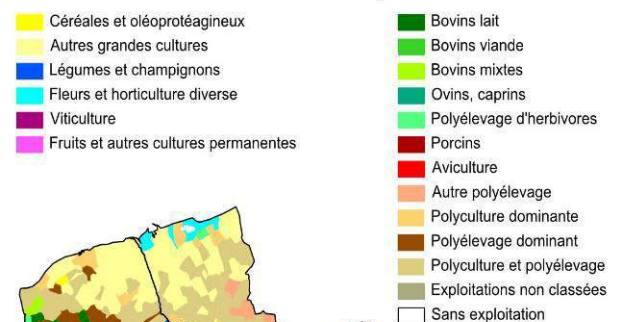 Céréales et oléoprotéagineux
Autres grandes cultures
Légumes et champignons
Fleurs et horticulture diverse
Viticulture
Fruits et autres cultures permanentes
Bovins lait
Bovins viande
Bovins mixtes
Ovins, caprins
Polyélevage d'herbivores
Porcins
Aviculture
Autre polyélevage
Polyculture dominante
Polyélevage dominant
Polyculture et polyélevage
Exploitations non classées
Sans exploitation